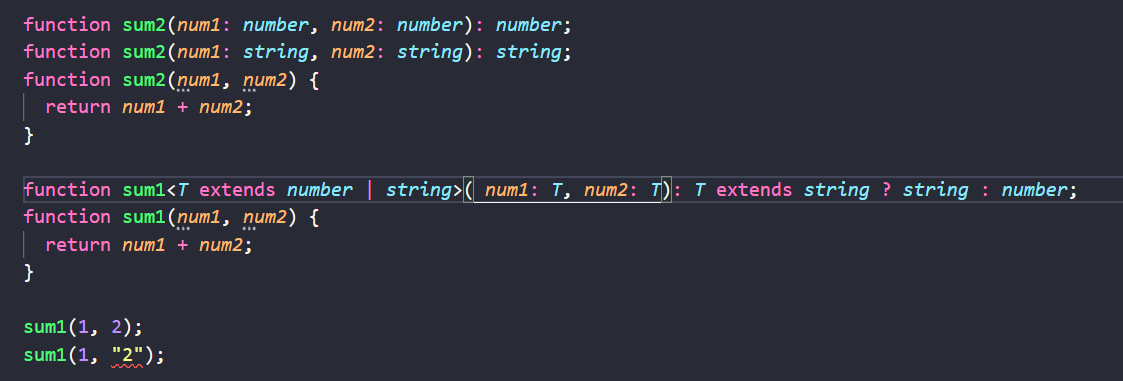 function sum2(num1: number, num2: number): number;
function sum2(num1: string, num2: string): string;
function sum2(num1, num2) {
  return num1 + num2;
}
function sum1<T extends number | string>( num1: T, num2: T): T extends string ? string : number;
function sum1(num1, num2) {
  return num1 + num2;
}
sum1(1, 2);
sum1(1, "2");